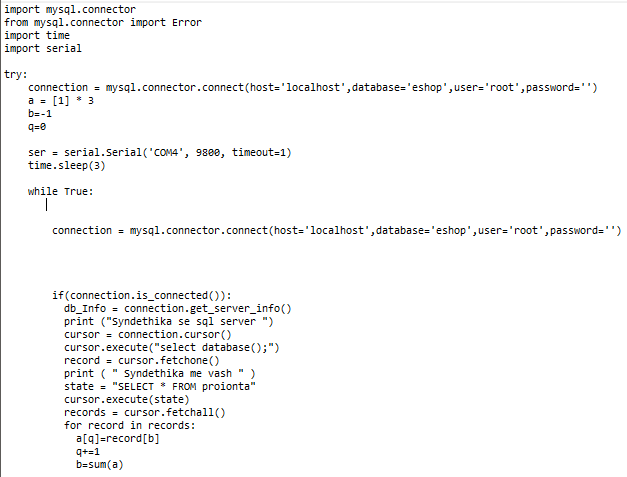 import mysql.connector
from mysql.connector import Error
import time
import serial
try:
connection = mysql.connector.connect(host='localhost',database='eshop',user='root',password='')
a = [1] * 3
b=-1
q=0
ser = serial.Serial('COM4', 9800, timeout=1)
time.sleep(3)
while True:
connection = mysql.connector.connect(host='localhost',database='eshop',user='root',password='')
if(connection.is_connected()):
db_Info = connection.get_server_info()
print ("Syndethika se sql server ")
cursor = connection.cursor()
cursor.execute("select database();")
record = cursor.fetchone()
print ( " Syndethika me vash " )
state = "SELECT * FROM proionta"
cursor.execute(state)
records = cursor.fetchall()
for record in records:
a[q]=record[b]
q+=1
b=sum(a)